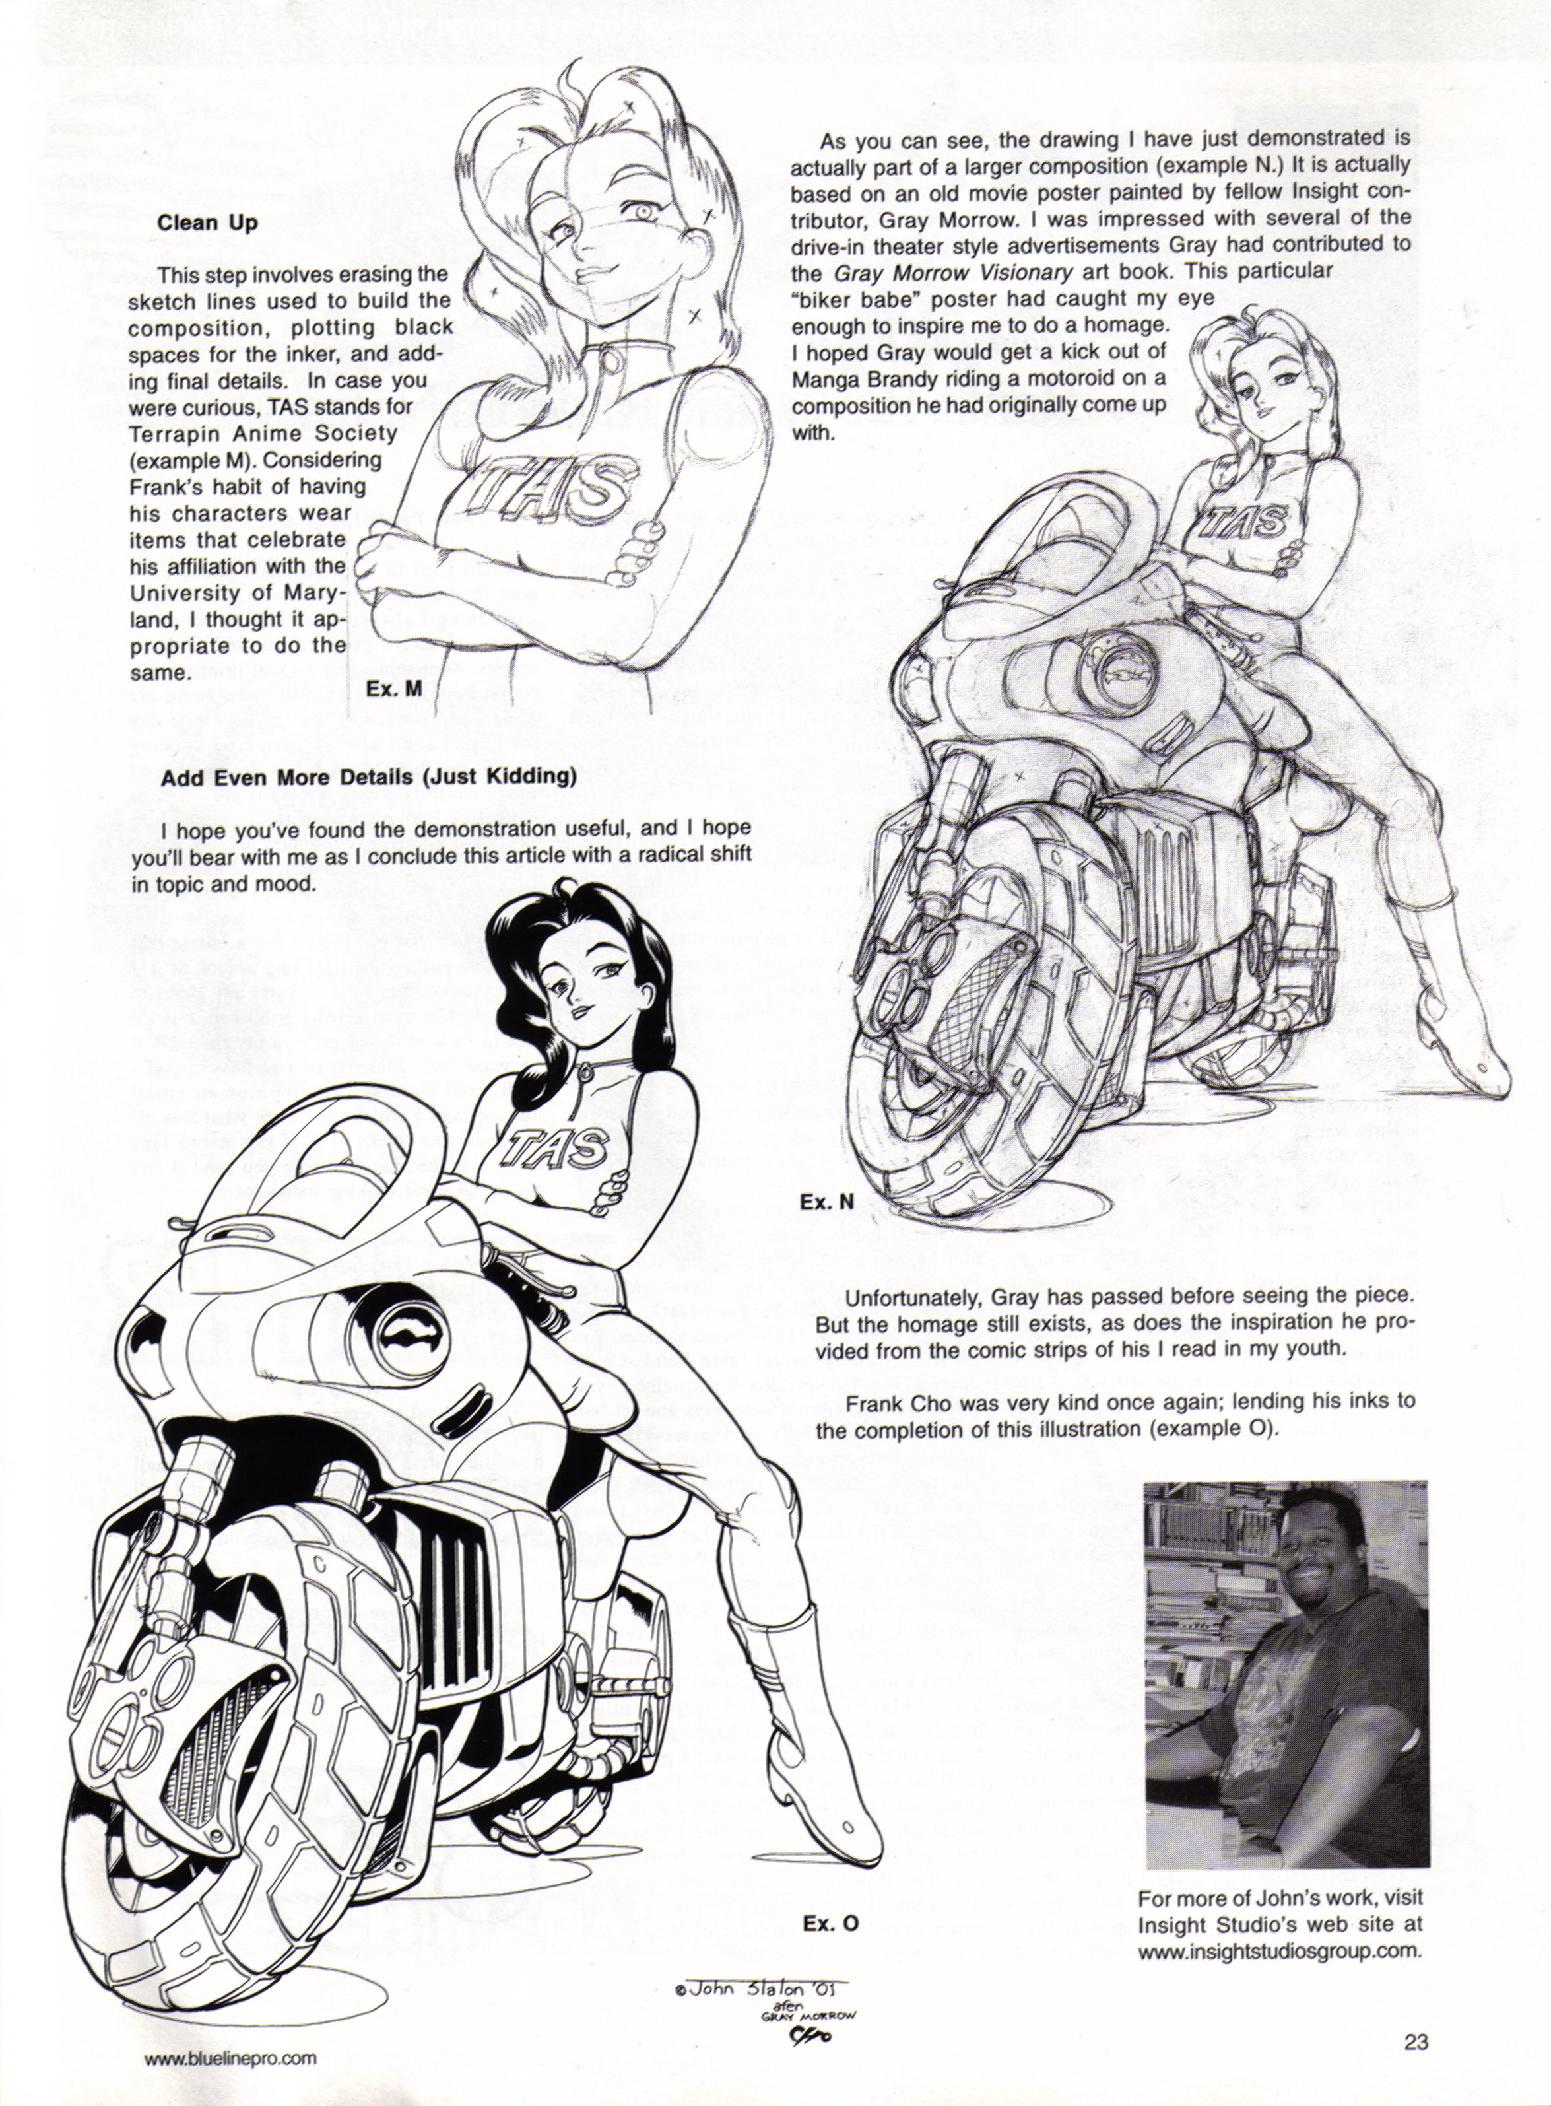 Clean Up
This step involves erasing the
sketch lines used to build the
composition, plotting black
spaces for the inker, and add-
ing final details.  In case you
were curious, TAS stands for
Terrapin Anime Society
(example M). Considering
Frank's habit of having
his characters wear
items that celebrate
his affiliation with the
University of Mary-
land, I thought it ap-
propriate to do the
same.
TAS
Ex. M
Add Even More Details (Just Kidding)
I hope you've found the demonstration useful, and I hope
you'll bear with me as I conclude this article with a radical shift
in topic and mood.
TAS
As you can see, the drawing I have just demonstrated is
actually part of a larger composition (example N.) It is actually
based on an old movie poster painted by fellow Insight con-
tributor, Gray Morrow. I was impressed with several of the
drive-in theater style advertisements Gray had contributed to
the Gray Morrow Visionary art book. This particular
“biker babe” poster had caught my eye
enough to inspire me to do a homage.
I hoped Gray would get a kick out of
Manga Brandy riding a motoroid on a
composition he had originally come up
with.
TAS
Ex. N
Unfortunately, Gray has passed before seeing the piece.
But the homage still exists, as does the inspiration he pro-
vided from the comic strips of his I read in my youth.
Frank Cho was very kind once again; lending his inks to
the completion of this illustration (example O).
Ex. O
For more of John's work, visit
Insight Studio's web site at
www.insightstudiosgroup.com.
© John Staton '01
after
GRAY MORROW
CHO
www.bluelinepro.com
23